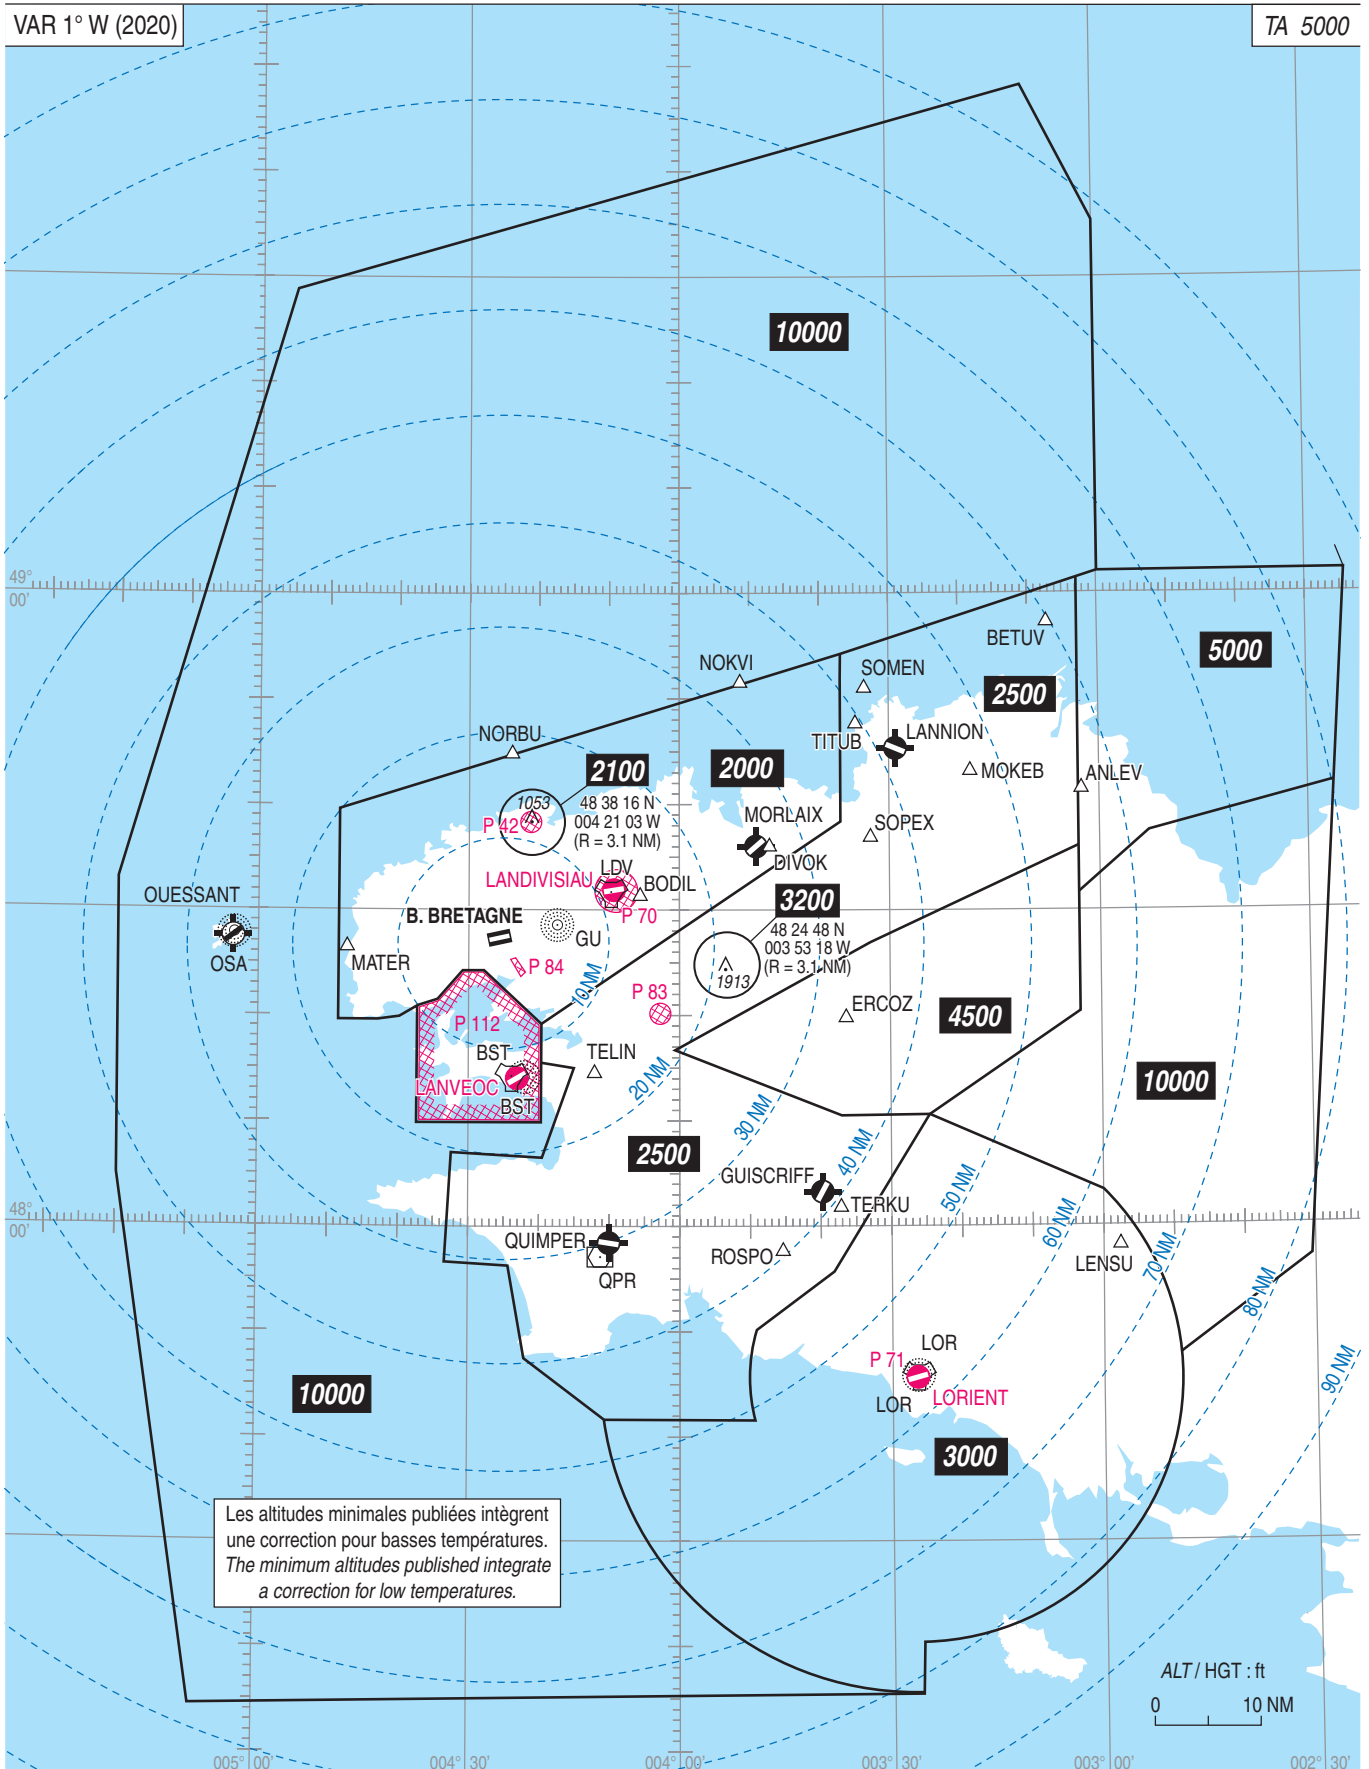 VAR 1° W (2020)
TA 5000
10000
49°
00'
BETUV
5000
NOKVI
SOMEN
2500
NORBU
TITUB
LANNION
2100
2000
MOKEB
ANLEV
1053
48 38 16 N
004 21 03 W
(R = 3.1 NM)
P 42
MORLAIX
SOPEX
DIVOK
LDV
LANDIVISIAU
BODIL
OUESSANT
3200
P 70
B. BRETAGNE
48 24 48 N
003 53 18 W
(R = 3.1 NM)
GU
OSA
MATER
P 84
1913
10 NM
P 83
ERCOZ
4500
P 112
BST
TELIN
LANVEOC
20 NM
10000
BST
30 NM
2500
40 NM
GUISCRIFF
50 NM
TERKU
48°
00'
60 NM
QUIMPER
ROSPO
70 NM
LENSU
QPR
80 NM
LOR
P 71
90 NM
10000
LOR
LORIENT
3000
Les altitudes minimales publiées intègrent
une correction pour basses températures.
The minimum altitudes published integrate
a correction for low temperatures.
ALT / HGT : ft
0 10 NM
005° 00'
004° 30'
004° 00'
003° 30'
003° 00'
002° 30'